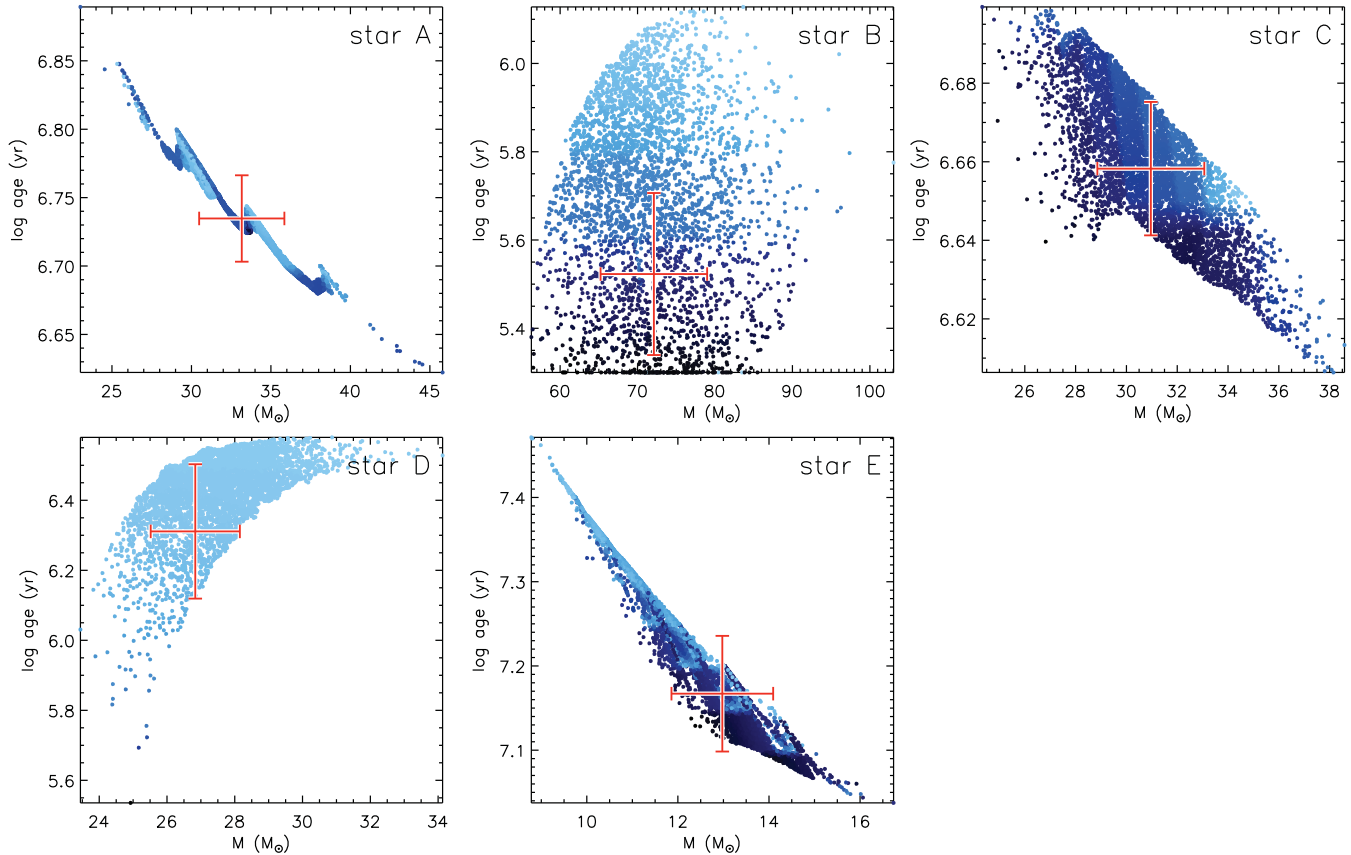 star A
6.85
6.80
6.75
6.70
6.65
log age (yr)
25 30 35 40 45
M (M⊙)
star B
6.0
5.8
5.6
5.4
log age (yr)
60 70 80 90 100
M (M⊙)
star C
6.68
6.66
6.64
6.62
log age (yr)
26 28 30 32 34 36 38
M (M⊙)
star D
6.4
6.2
6.0
5.8
5.6
log age (yr)
24 26 28 30 32 34
M (M⊙)
star E
7.4
7.3
7.2
7.1
log age (yr)
10 12 14 16
M (M⊙)